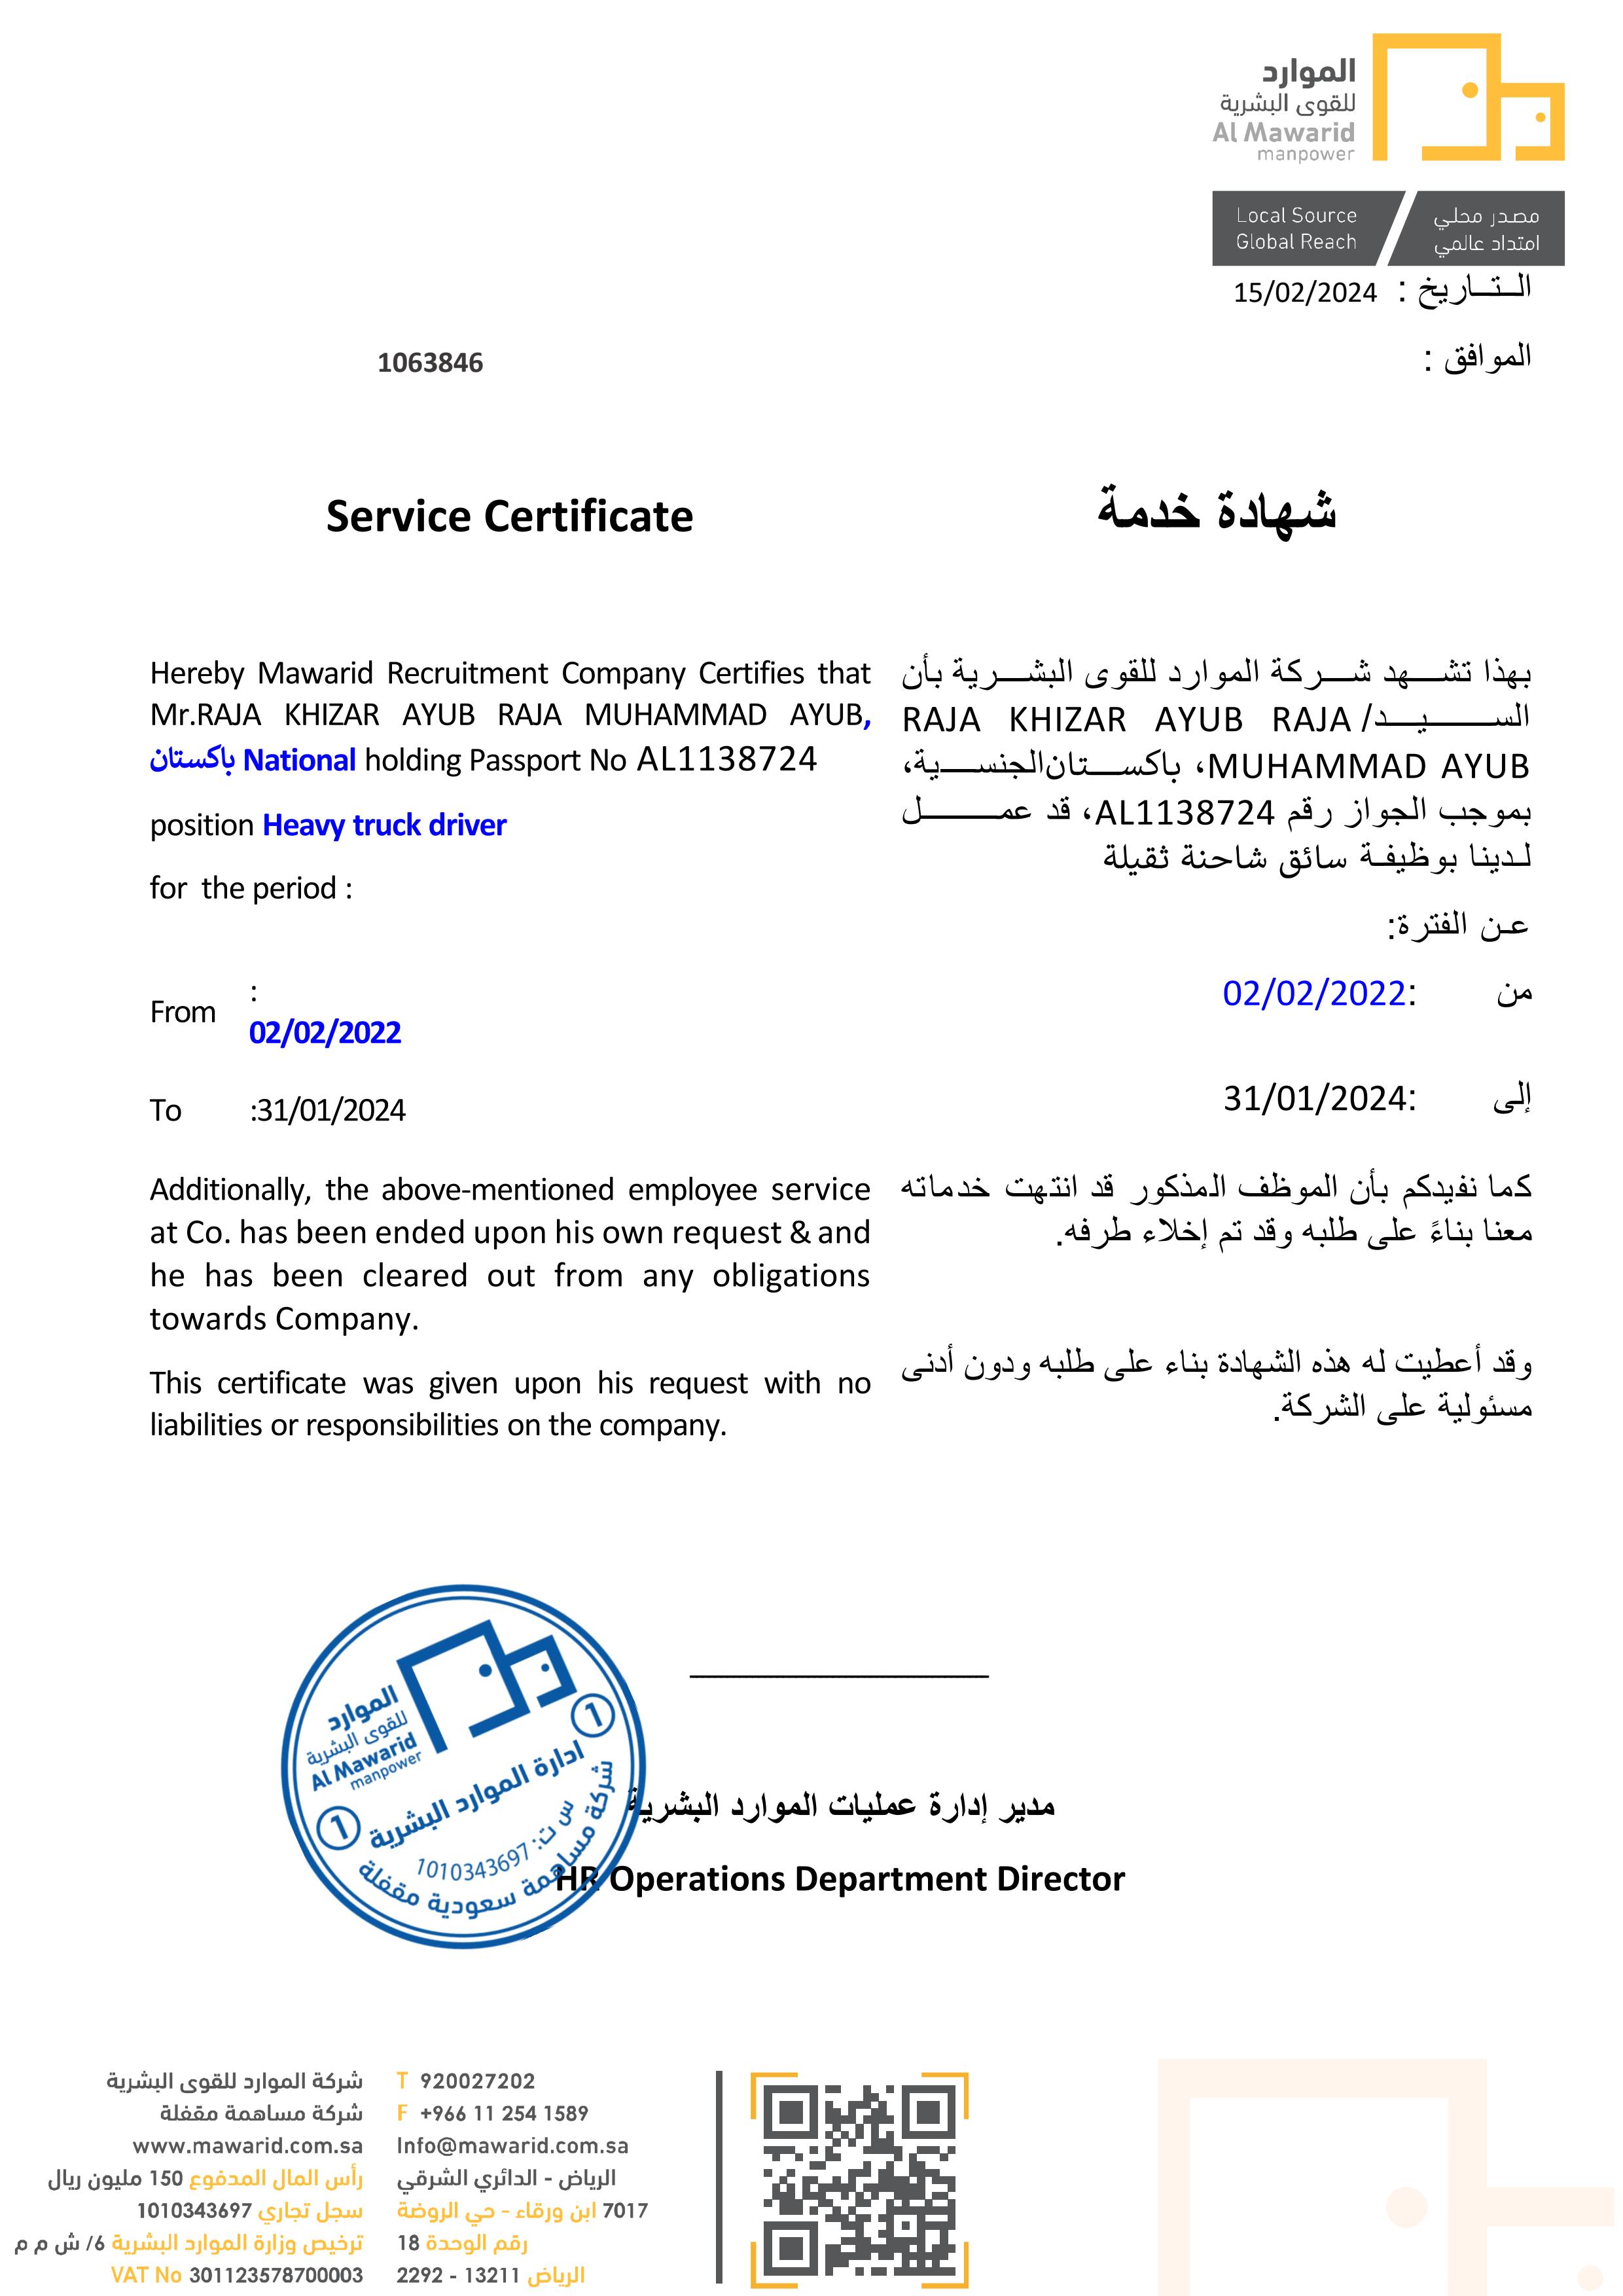 الموارد
للقوى البشرية
Al Mawarid
manpower
Local Source
Global Reach
مصدر محلي
امتداد عالمي
التاريخ : 15/02/2024
الموافق :
1063846
Service Certificate
شهادة خدمة
Hereby Mawarid Recruitment Company Certifies that
Mr.RAJA KHIZAR AYUB RAJA MUHAMMAD AYUB,
باكستان National holding Passport No AL1138724
position Heavy truck driver
for the period :
From : 02/02/2022
To :31/01/2024
Additionally, the above-mentioned employee service
at Co. has been ended upon his own request & and
he has been cleared out from any obligations
towards Company.
This certificate was given upon his request with no
liabilities or responsibilities on the company.
بهذا تشهد شركة الموارد للقوى البشرية بأن
السيد/ RAJA KHIZAR AYUB RAJA
MUHAMMAD AYUB، باكستان الجنسية،
بموجب الجواز رقم AL1138724، قد عمل
لدينا بوظيفة سائق شاحنة ثقيلة
عن الفترة:
من :02/02/2022
إلى :31/01/2024
كما نفيدكم بأن الموظف المذكور قد انتهت خدماته
معنا بناءً على طلبه وقد تم إخلاء طرفه.
وقد أعطيت له هذه الشهادة بناء على طلبه ودون أدنى
مسئولية على الشركة.
الموارد
للقوى البشرية
Al Mawarid
manpower
1
ادارة الموارد البشرية
1
س ت: 1010343697
شركة مساهمة سعودية مقفلة
مدير إدارة عمليات الموارد البشرية
HR Operations Department Director
شركة الموارد للقوى البشرية
شركة مساهمة مقفلة
www.mawarid.com.sa
رأس المال المدفوع 150 مليون ريال
سجل تجاري 1010343697
ترخيص وزارة الموارد البشرية 6/ ش م م
VAT No 301123578700003
T 920027202
F +966 11 254 1589
Info@mawarid.com.sa
الرياض - الدائري الشرقي
7017 ابن ورقاء - حي الروضة
رقم الوحدة 18
الرياض 13211 - 2292